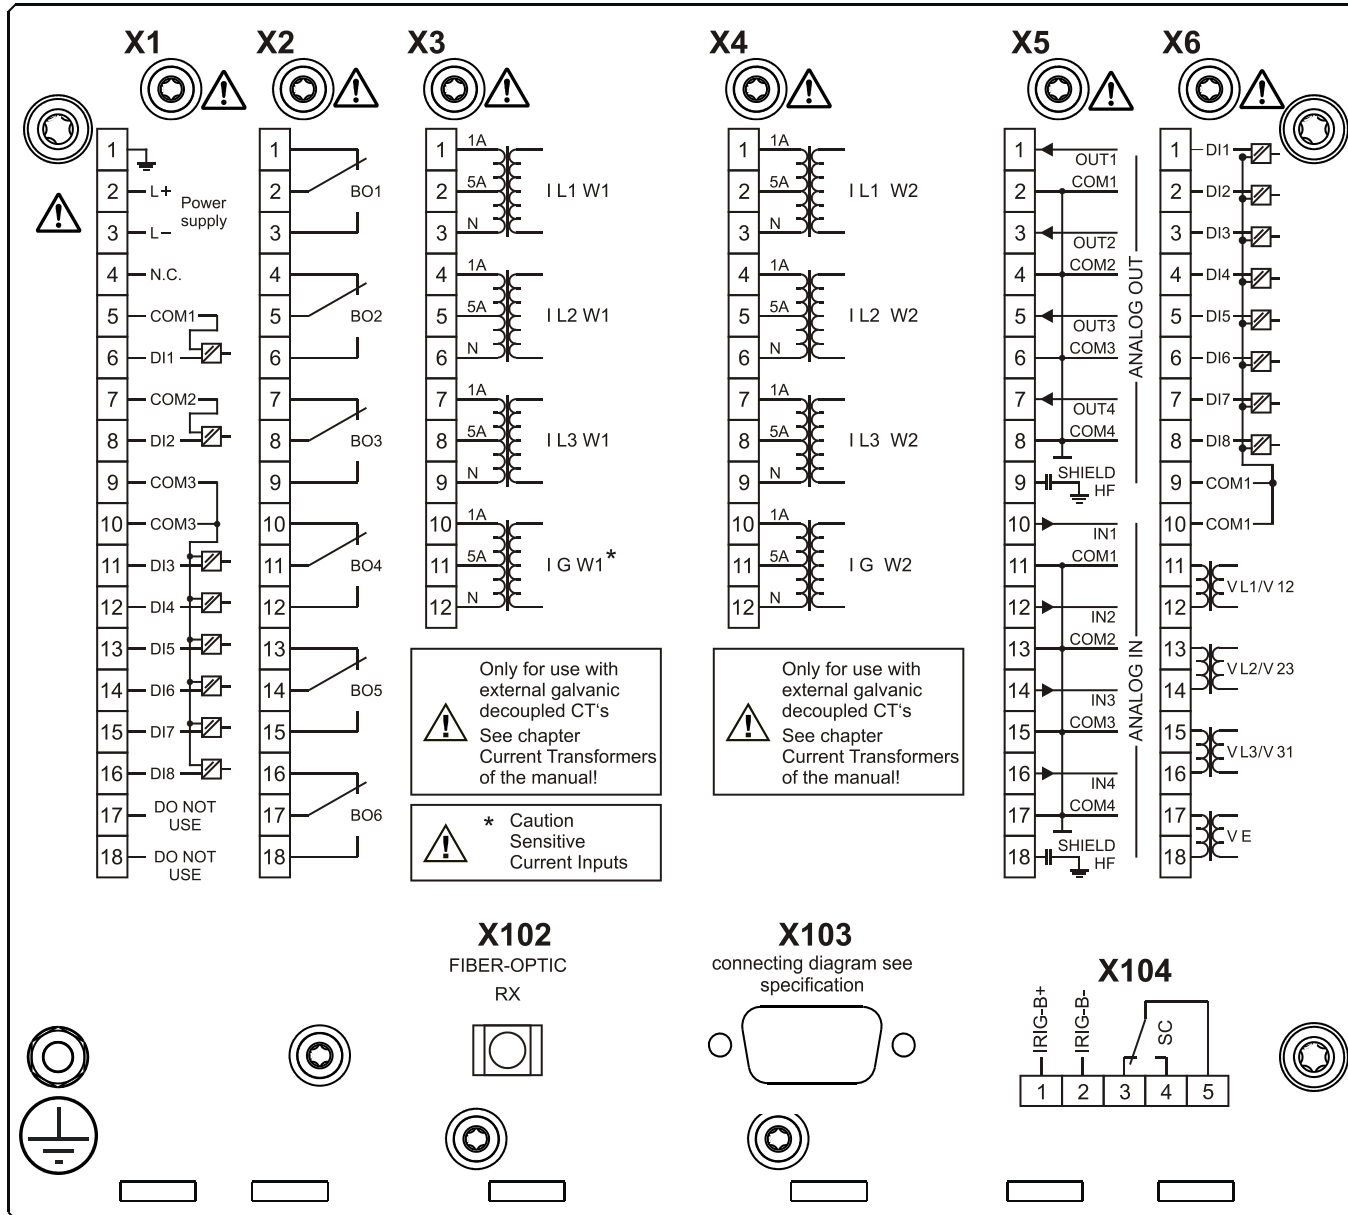 X1 X2 X3 X4 X5 X6
1
2 L+
3 L-
Power
supply
4 N.C.
5 COM1
6 DI1
7 COM2
8 DI2
9 COM3
10 COM3
11 DI3
12 DI4
13 DI5
14 DI6
15 DI7
16 DI8
17 DO NOT
USE
18 DO NOT
USE
1
2 BO1
3
4
5 BO2
6
7
8 BO3
9
10
11 BO4
12
13
14 BO5
15
16
17 BO6
18
1 1A
2 5A I L1 W1
3 N
4 1A
5 5A I L2 W1
6 N
7 1A
8 5A I L3 W1
9 N
10 1A
11 5A I G W1*
12 N
Only for use with
external galvanic
decoupled CT‘s
See chapter
Current Transformers
of the manual!
* Caution
Sensitive
Current Inputs
1 1A
2 5A I L1 W2
3 N
4 1A
5 5A I L2 W2
6 N
7 1A
8 5A I L3 W2
9 N
10 1A
11 5A I G W2
12 N
Only for use with
external galvanic
decoupled CT‘s
See chapter
Current Transformers
of the manual!
1 OUT1
2 COM1
3 OUT2
4 COM2
5 OUT3
6 COM3
7 OUT4
8 COM4
9 SHIELD
HF
ANALOG OUT
10 IN1
11 COM1
12 IN2
13 COM2
14 IN3
15 COM3
16 IN4
17 COM4
18 SHIELD
HF
ANALOG IN
1 DI1
2 DI2
3 DI3
4 DI4
5 DI5
6 DI6
7 DI7
8 DI8
9 COM1
10 COM1
11
12 V L1/V 12
13
14 V L2/V 23
15
16 V L3/V 31
17
18 V E
X102
FIBER-OPTIC
RX
X103
connecting diagram see
specification
X104
IRIG-B+
IRIG-B-
SC
1 2 3 4 5